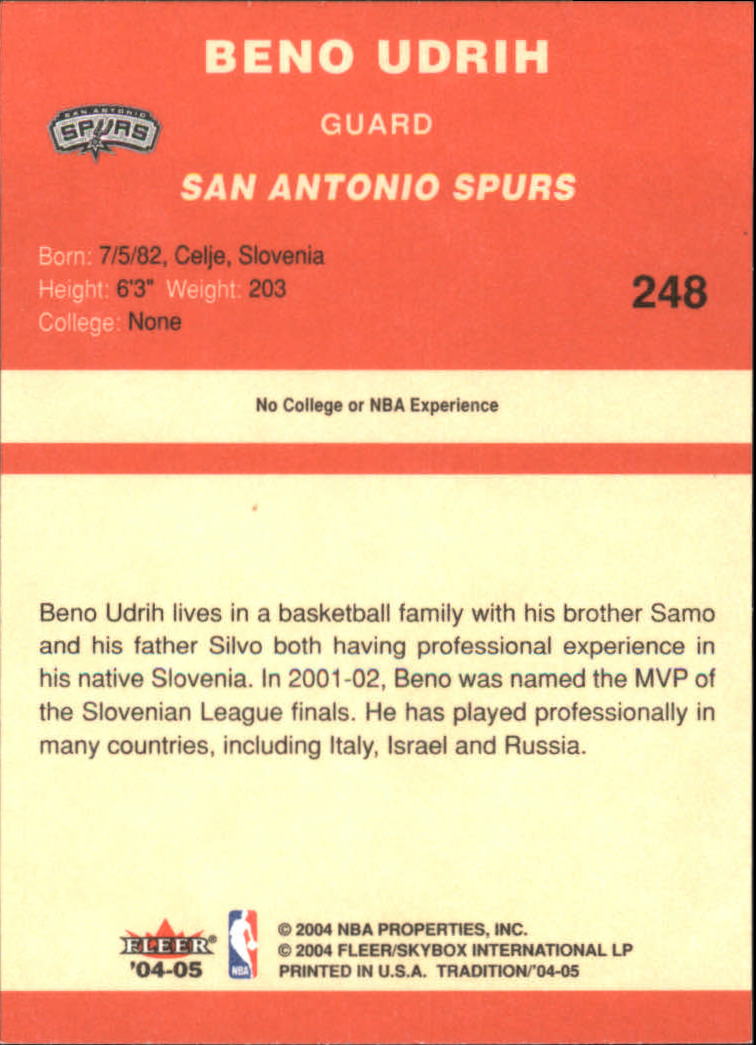 BENO UDRIH
SAN ANTONIO
SPURS
GUARD
SAN ANTONIO SPURS
Born: 7/5/82, Celje, Slovenia
Height: 6'3" Weight: 203
College: None
248
No College or NBA Experience
Beno Udrih lives in a basketball family with his brother Samo
and his father Silvo both having professional experience in
his native Slovenia. In 2001-02, Beno was named the MVP of
the Slovenian League finals. He has played professionally in
many countries, including Italy, Israel and Russia.
FLEER®
'04-05
NBA
© 2004 NBA PROPERTIES, INC.
© 2004 FLEER/SKYBOX INTERNATIONAL LP
PRINTED IN U.S.A. TRADITION/'04-05